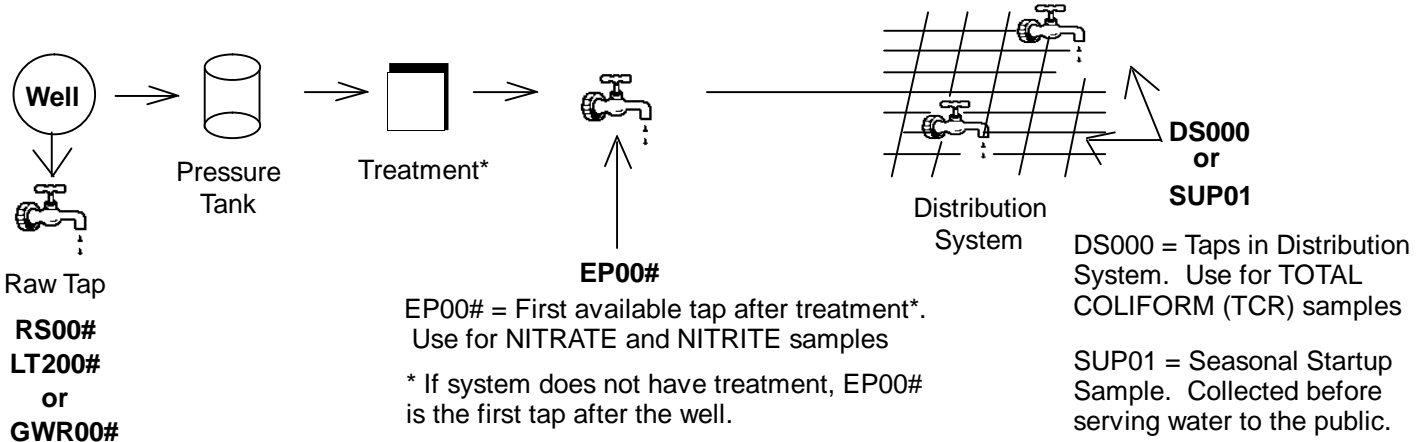 Well
Pressure
Tank
Treatment*
Raw Tap
RS00#
LT200#
or
GWR00#
EP00#
EP00# = First available tap after treatment*.
Use for NITRATE and NITRITE samples
* If system does not have treatment, EP00#
is the first tap after the well.
Distribution
System
DS000
or
SUP01
DS000 = Taps in Distribution
System. Use for TOTAL
COLIFORM (TCR) samples
SUP01 = Seasonal Startup
Sample. Collected before
serving water to the public.